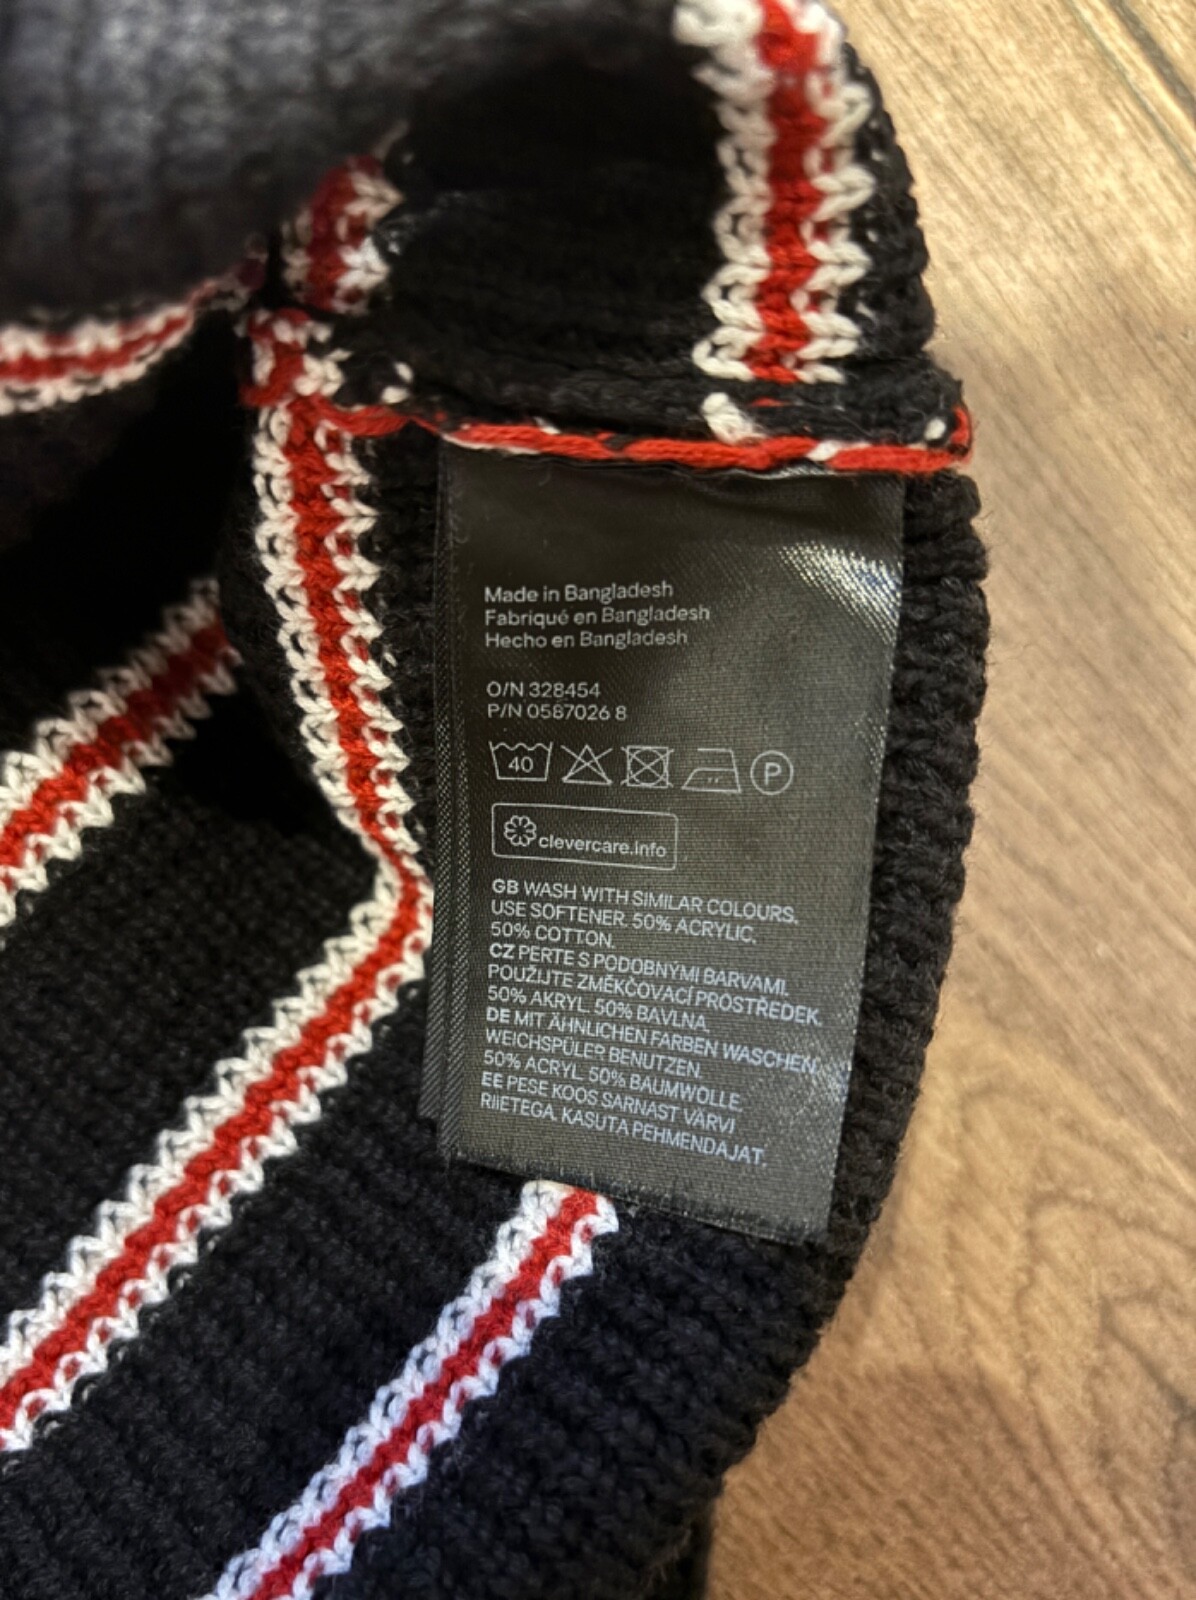 Made in Bangladesh
Fabriqué en Bangladesh
Hecho en Bangladesh
O/N 328454
P/N 0587026 8
40 P
clevercare.info
GB WASH WITH SIMILAR COLOURS.
USE SOFTENER. 50% ACRYLIC,
50% COTTON.
CZ PERTE S PODOBNÝMI BARVAMI.
POUŽIJTE ZMĚKČOVACÍ PROSTŘEDEK.
50% AKRYL. 50% BAVLNA.
DE MIT ÄHNLICHEN FARBEN WASCHEN.
WEICHSPÜLER BENUTZEN.
50% ACRYL. 50% BAUMWOLLE.
EE PESE KOOS SARNAST VÄRVI
RIIETEGA. KASUTA PEHMENDAJAT.